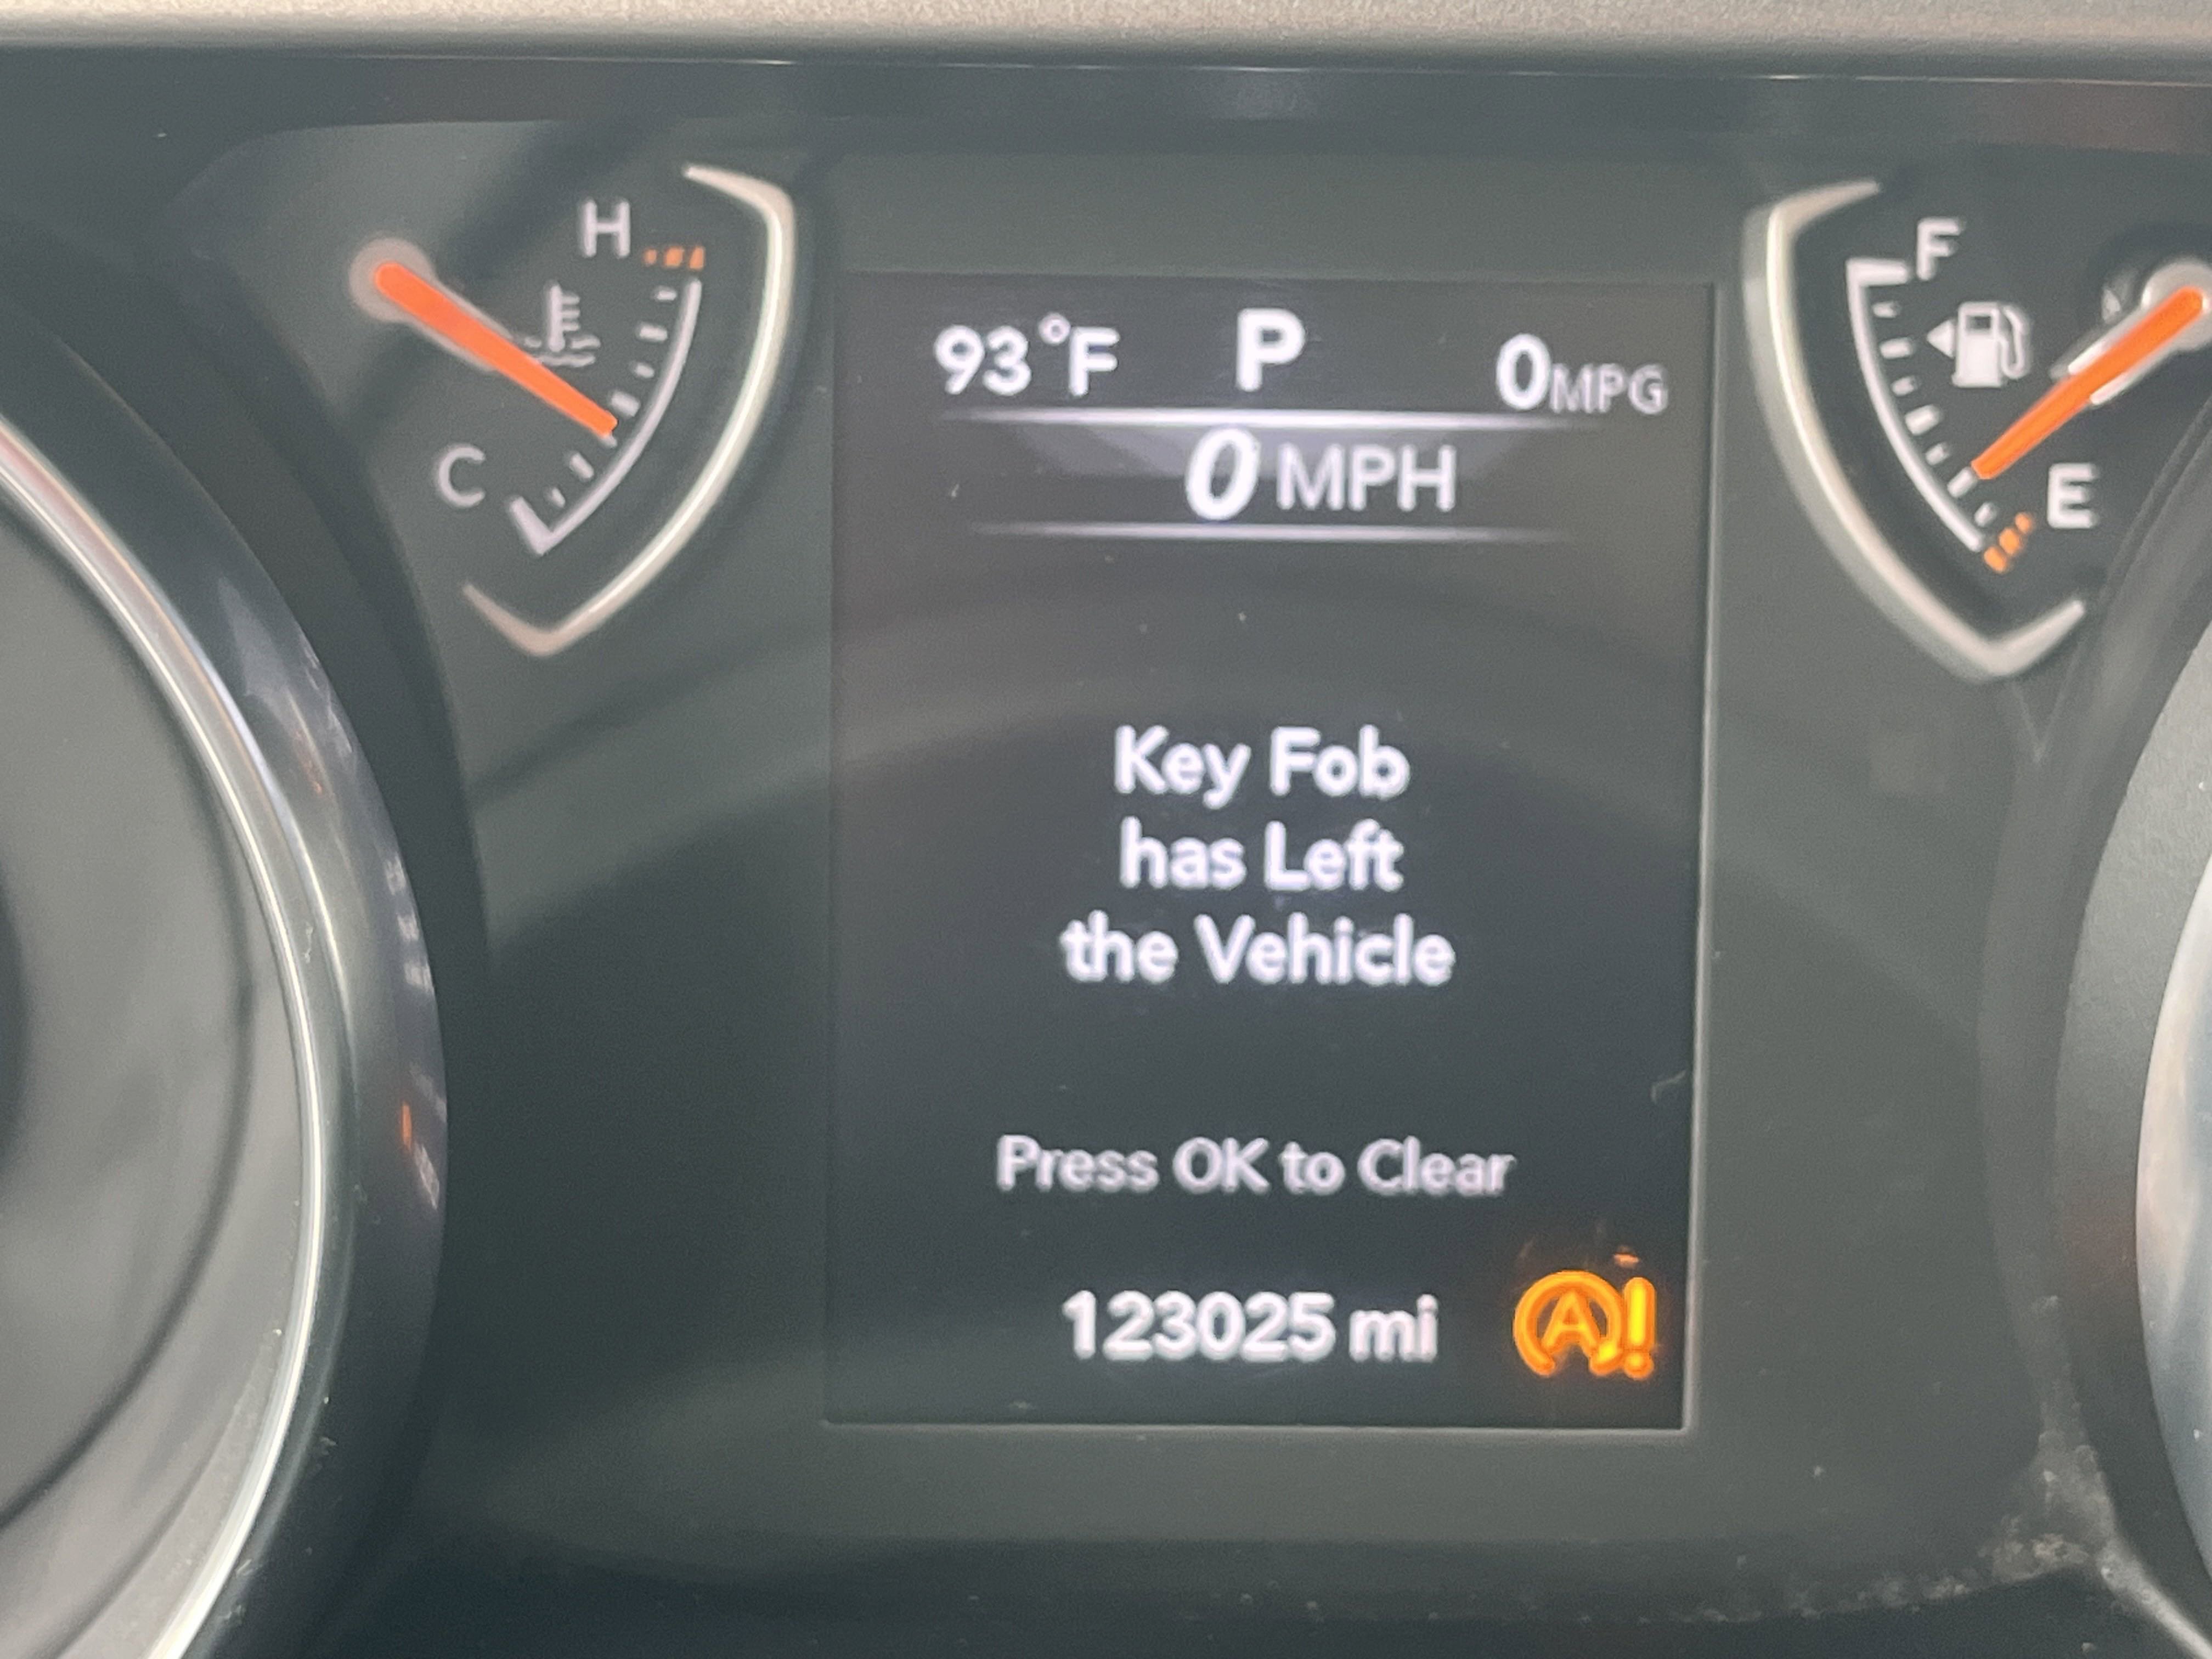 H
C
F
E
93°F P 0MPG
0 MPH
Key Fob
has Left
the Vehicle
Press OK to Clear
123025 mi A!